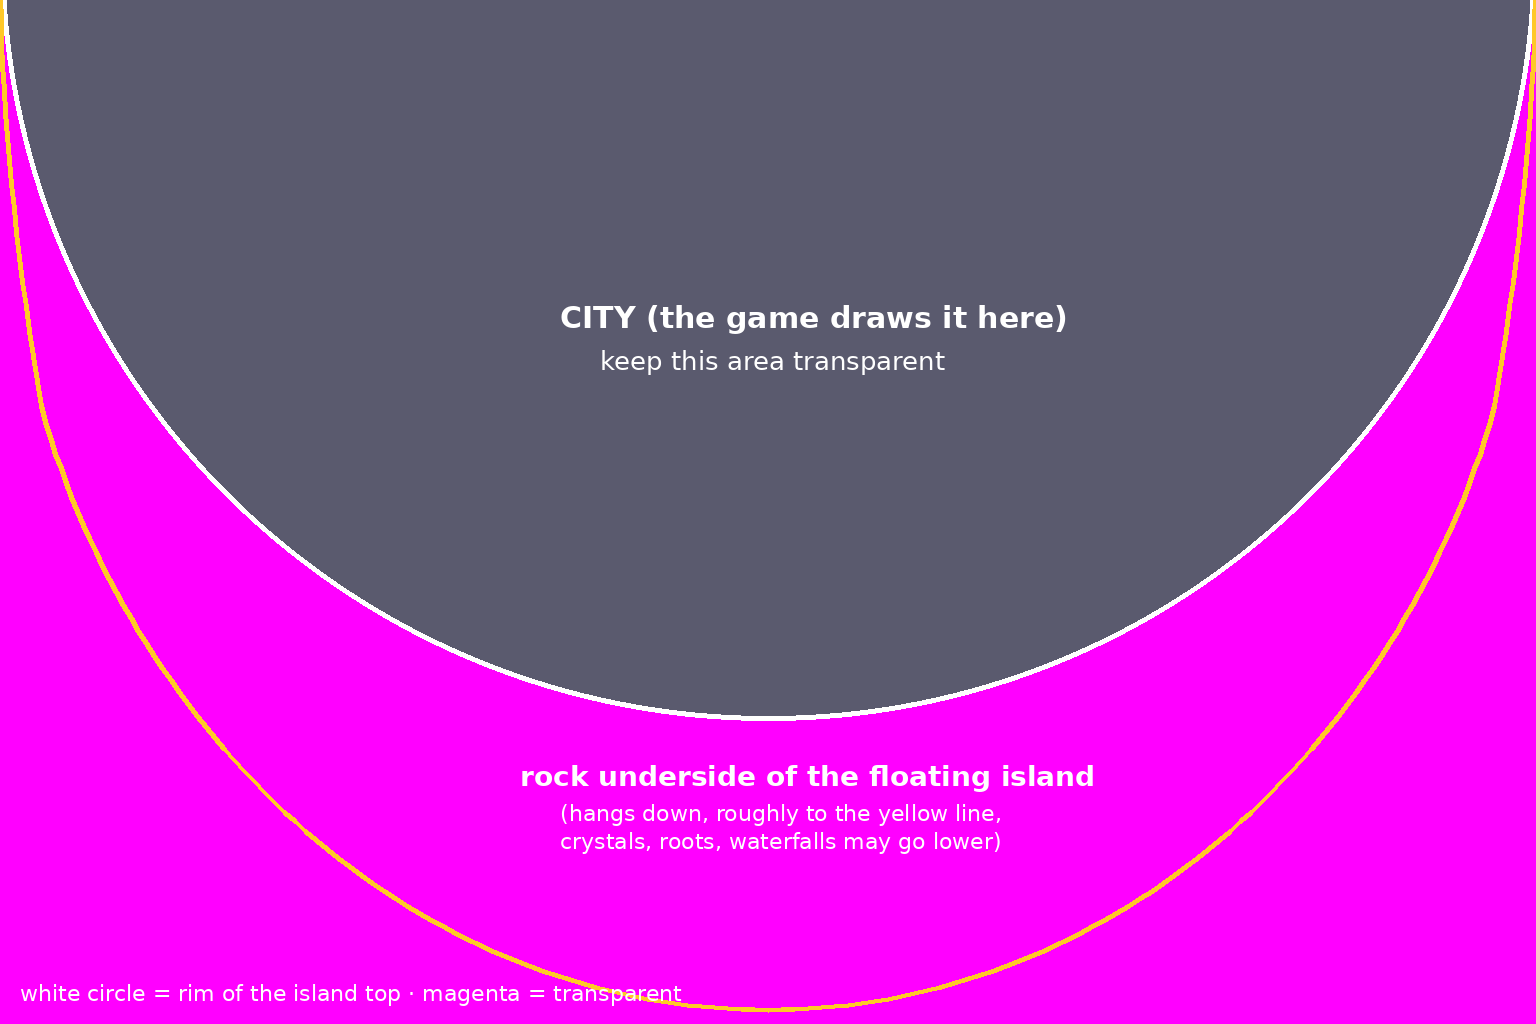 CITY (the game draws it here)
keep this area transparent
rock underside of the floating island
(hangs down, roughly to the yellow line,
crystals, roots, waterfalls may go lower)
white circle = rim of the island top · magenta = transparent